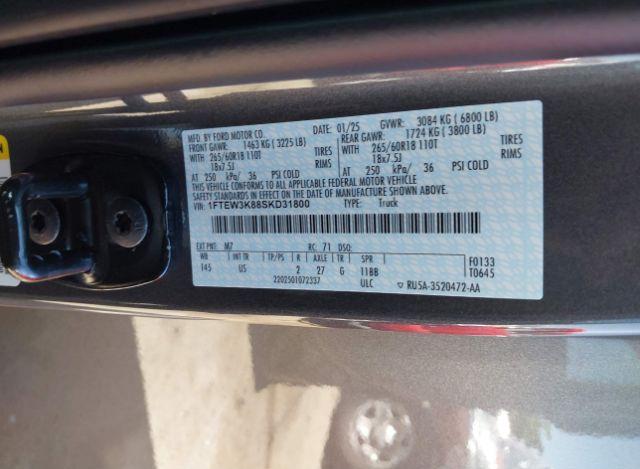 MFD. BY FORD MOTOR CO.
DATE: 01/25 GVWR: 3084 KG ( 6800 LB)
FRONT GAWR: 1463 KG ( 3225 LB) REAR GAWR: 1724 KG ( 3800 LB)
WITH 265/60R18 110T TIRES WITH 265/60R18 110T TIRES
18x7.5J RIMS 18x7.5J RIMS
AT 250 kPa/ 36 PSI COLD AT 250 kPa/ 36 PSI COLD
THIS VEHICLE CONFORMS TO ALL APPLICABLE FEDERAL MOTOR VEHICLE
SAFETY STANDARDS IN EFFECT ON THE DATE OF MANUFACTURE SHOWN ABOVE.
VIN: 1FTEW3K88SKD31800 TYPE: Truck
EXT PNT: M7 RC: 71 DSO:
WB INT TR TP/PS R AXLE TR SPR
145 US 2 27 G 11BB
F0133
T0645
2202501072337 ULC ▽ RU5A-3520472-AA